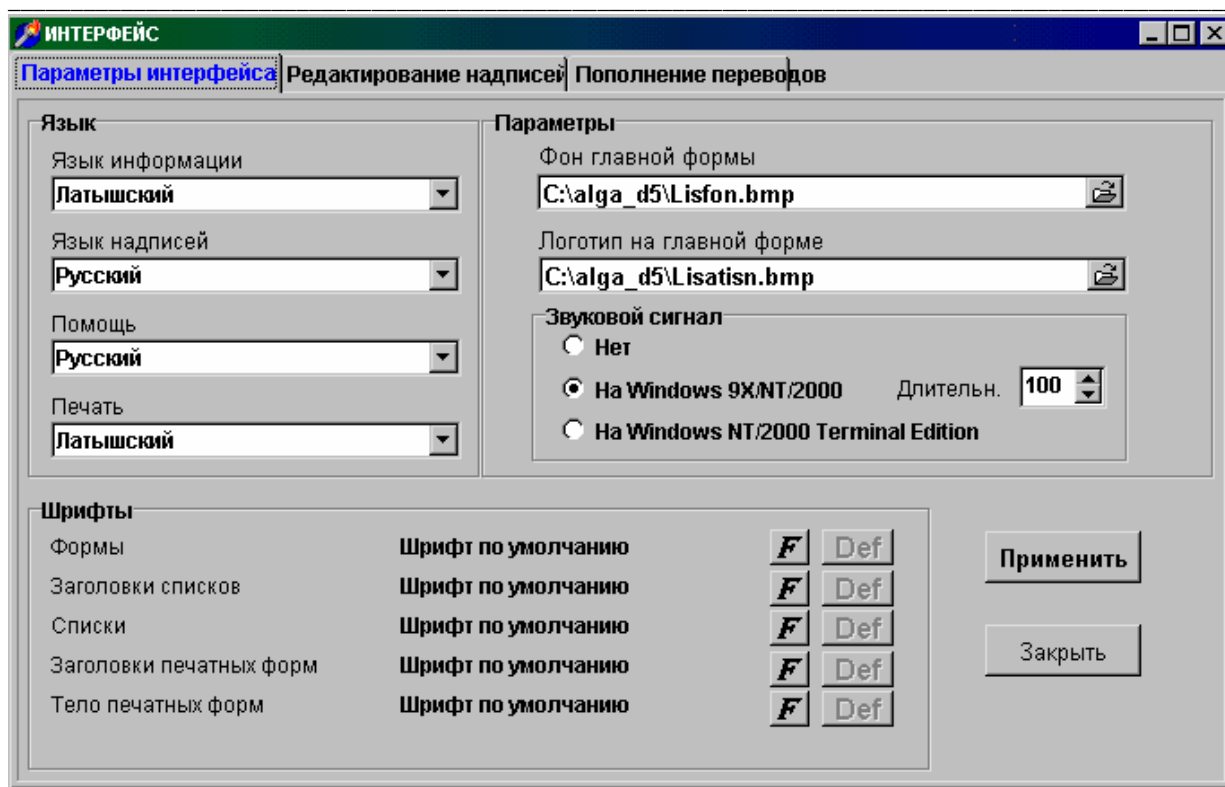 ИНТЕРФЕЙС
Параметры интерфейса Редактирование надписей Пополнение переводов
Язык
Язык информации
Латышский
Язык надписей
Русский
Помощь
Русский
Печать
Латышский
Параметры
Фон главной формы
C:\alga_d5\Lisfon.bmp
Логотип на главной форме
C:\alga_d5\Lisatisn.bmp
Звуковой сигнал
Нет
На Windows 9X/NT/2000 Длительн. 100
На Windows NT/2000 Terminal Edition
Шрифты
Формы Шрифт по умолчанию F Def
Заголовки списков Шрифт по умолчанию F Def
Списки Шрифт по умолчанию F Def
Заголовки печатных форм Шрифт по умолчанию F Def
Тело печатных форм Шрифт по умолчанию F Def
Применить
Закрыть